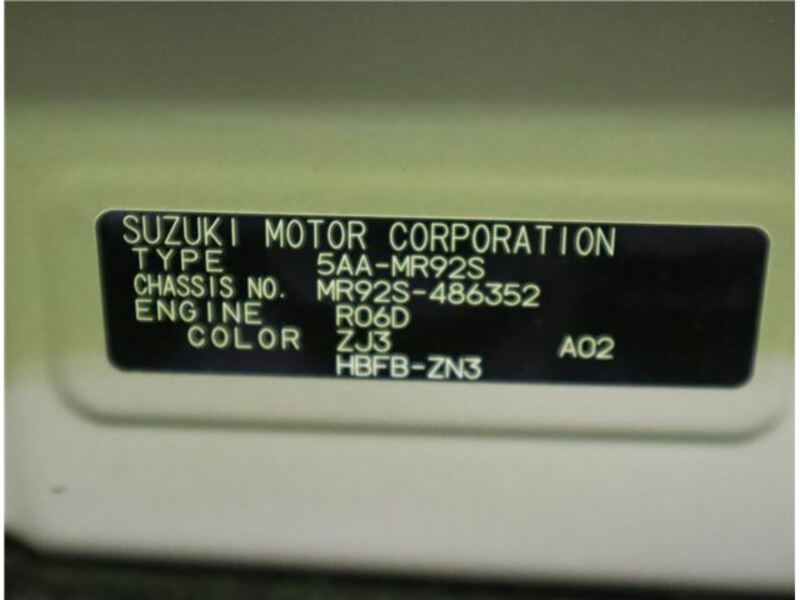 SUZUKI MOTOR CORPORATION
TYPE 5AA-MR92S
CHASSIS NO. MR92S-486352
ENGINE R06D
COLOR ZJ3 A02
HBFB-ZN3